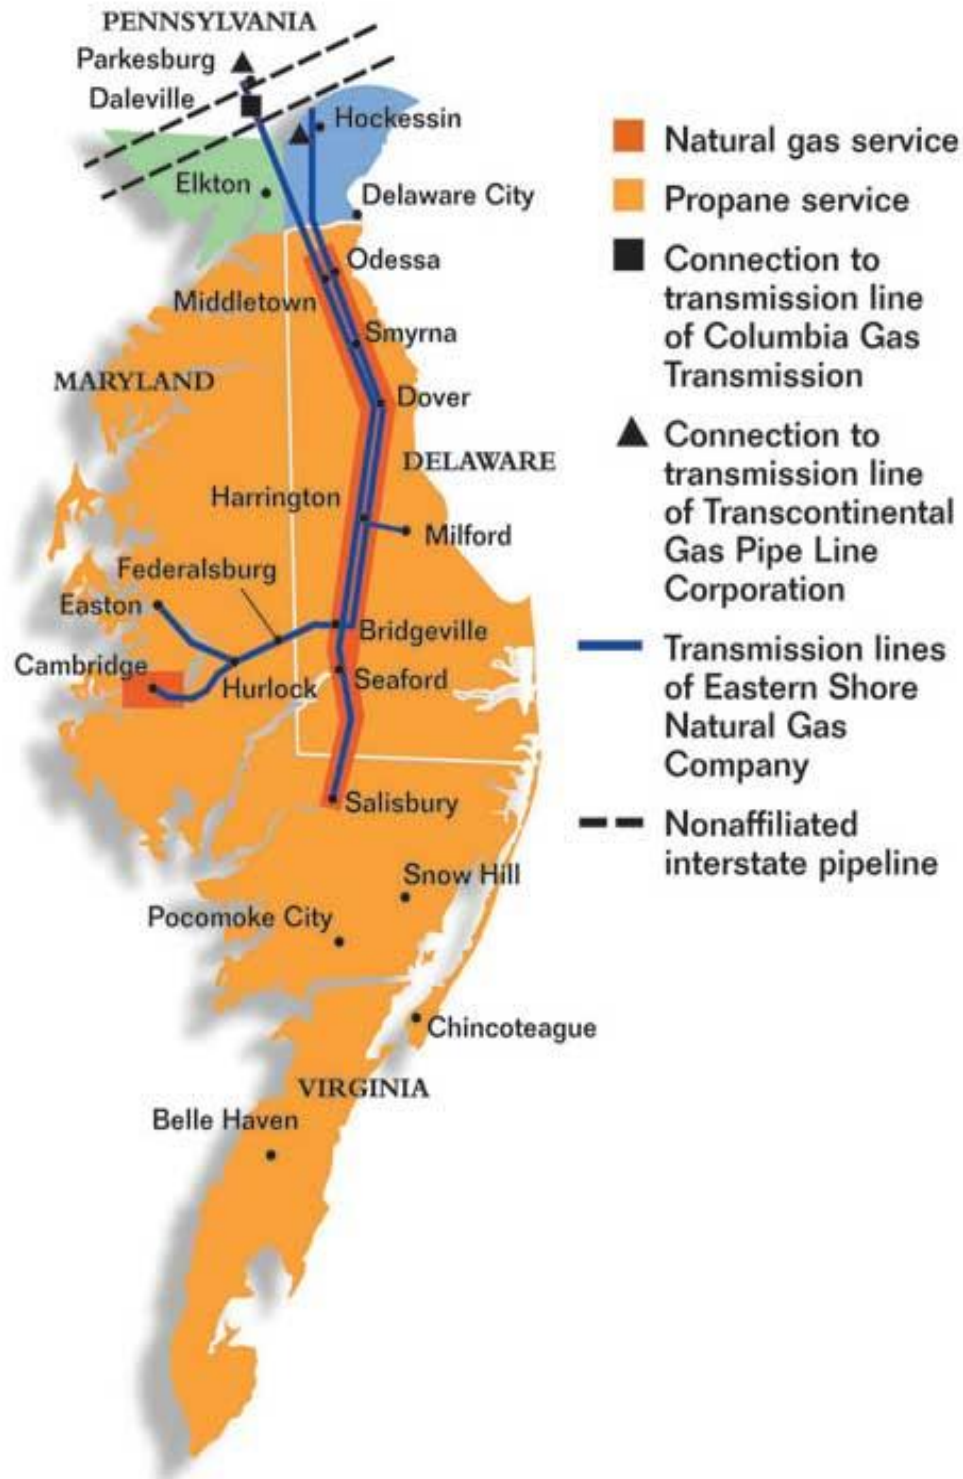 PENNSYLVANIA
Parkesburg
Daleville
Hockessin
Elkton
Delaware City
Odessa
Middletown
Smyrna
MARYLAND
Dover
DELAWARE
Harrington
Milford
Federalsburg
Easton
Bridgeville
Cambridge
Hurlock
Seaford
Salisbury
Snow Hill
Pocomoke City
Chincoteague
VIRGINIA
Belle Haven
Natural gas service
Propane service
Connection to
transmission line
of Columbia Gas
Transmission
Connection to
transmission line
of Transcontinental
Gas Pipe Line
Corporation
Transmission lines
of Eastern Shore
Natural Gas
Company
Nonaffiliated
interstate pipeline